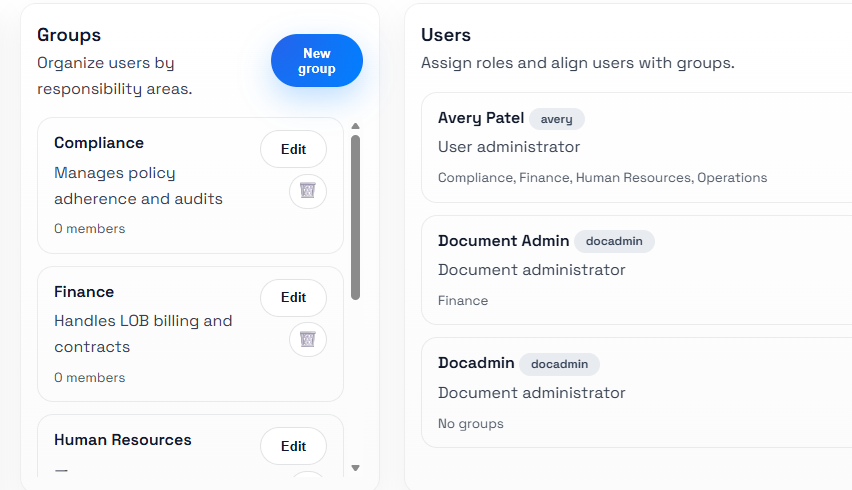 Groups
Organize users by
responsibility areas.
New
group
Compliance
Edit
Manages policy
adherence and audits
0 members
Finance
Edit
Handles LOB billing and
contracts
0 members
Human Resources
Edit
Users
Assign roles and align users with groups.
Avery Patel avery
User administrator
Compliance, Finance, Human Resources, Operations
Document Admin docadmin
Document administrator
Finance
Docadmin docadmin
Document administrator
No groups